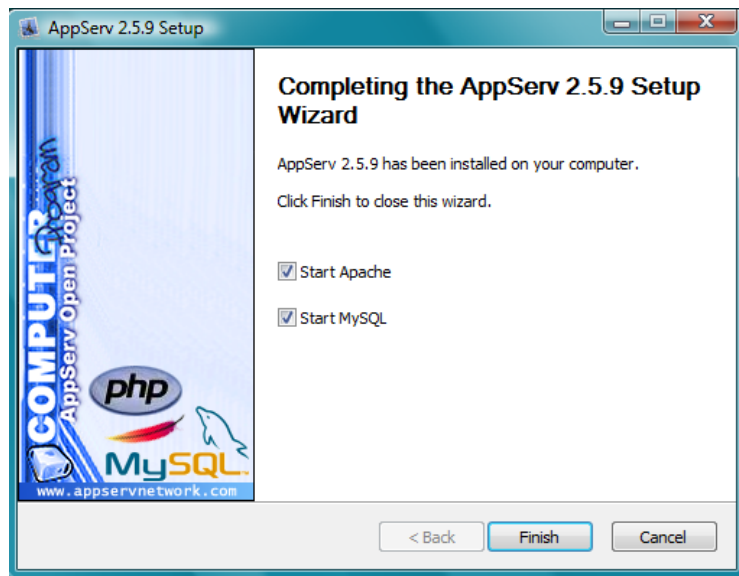 AppServ 2.5.9 Setup
Completing the AppServ 2.5.9 Setup
Wizard
AppServ 2.5.9 has been installed on your computer.
Click Finish to close this wizard.
Start Apache
Start MySQL
COMPUTER
Program
AppServ Open Project
php
MySQL
www.appservnetwork.com
< Back
Finish
Cancel